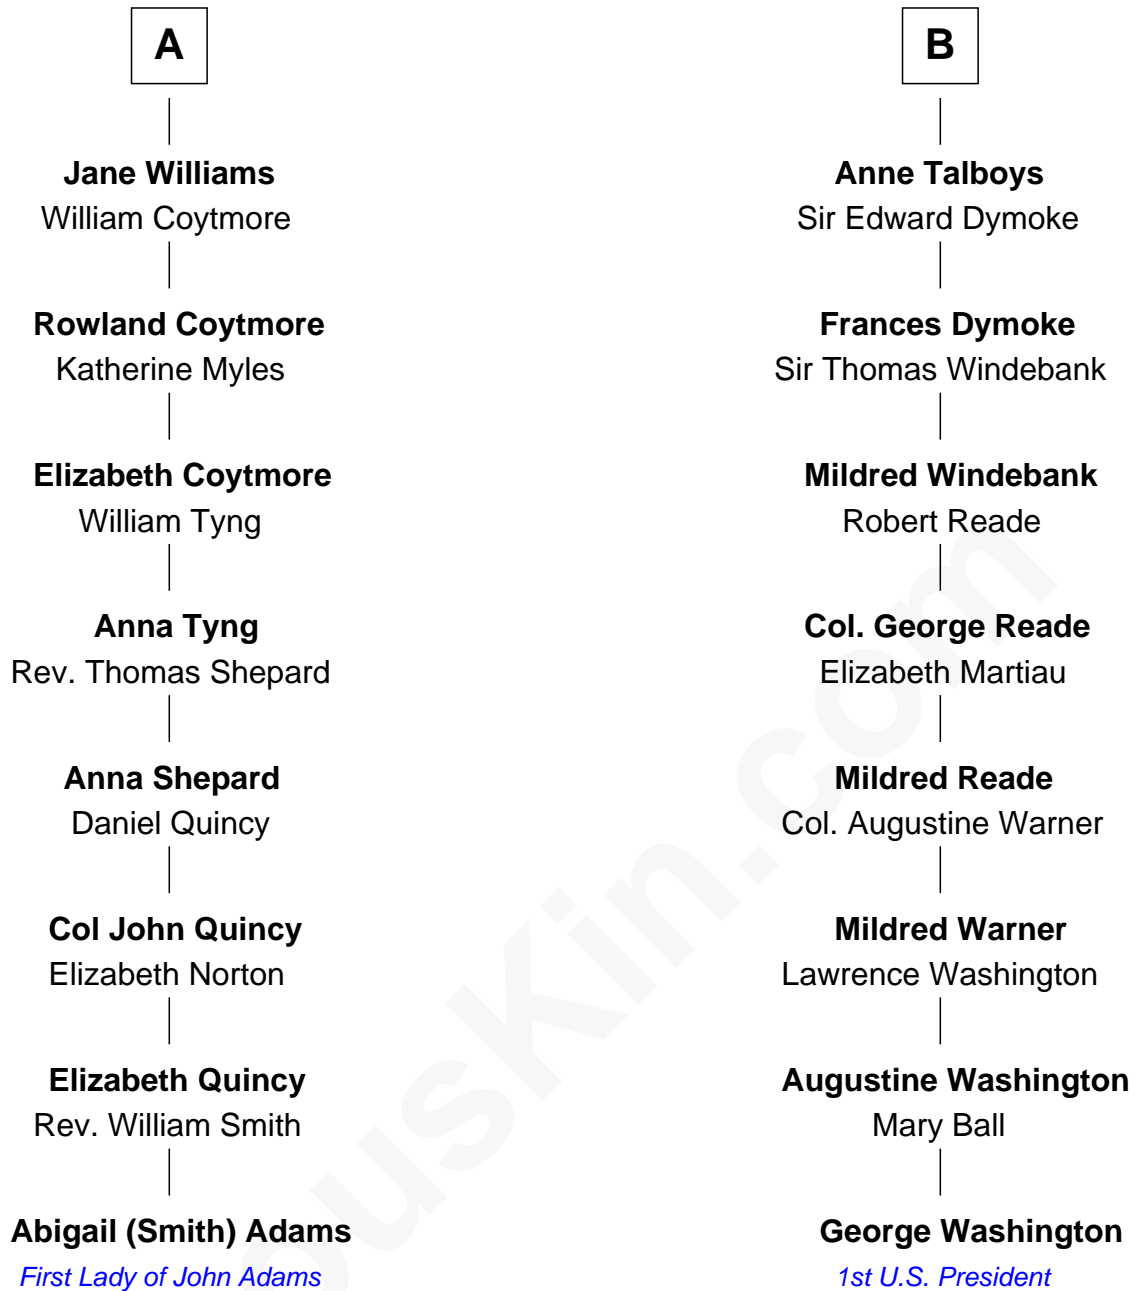 A
Jane Williams
William Coytmore
Rowland Coytmore
Katherine Myles
Elizabeth Coytmore
William Tyng
Anna Tyng
Rev. Thomas Shepard
Anna Shepard
Daniel Quincy
Col John Quincy
Elizabeth Norton
Elizabeth Quincy
Rev. William Smith
Abigail (Smith) Adams
First Lady of John Adams
B
Anne Talboys
Sir Edward Dymoke
Frances Dymoke
Sir Thomas Windebank
Mildred Windebank
Robert Reade
Col. George Reade
Elizabeth Martiau
Mildred Reade
Col. Augustine Warner
Mildred Warner
Lawrence Washington
Augustine Washington
Mary Ball
George Washington
1st U.S. President
ousKin.com